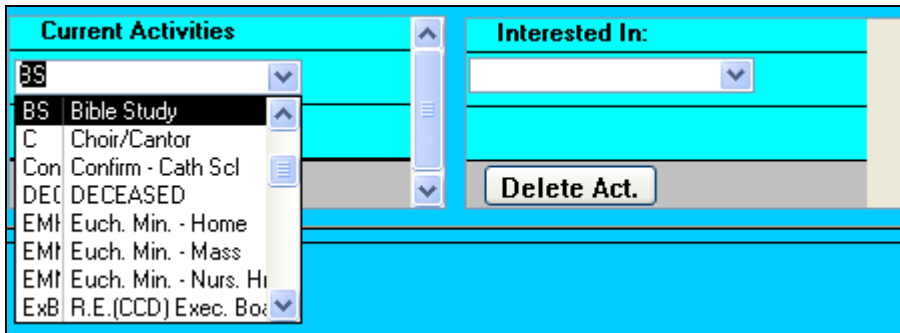 Current Activities
Interested In:
BS
BS Bible Study
C Choir/Cantor
Con Confirm - Cath Scl
DEC DECEASED
Euch. Min. - Home
Euch. Min. - Mass
Euch. Min. - Nurs.
ExB R.E.(CCD) Exec.
Delete Act.